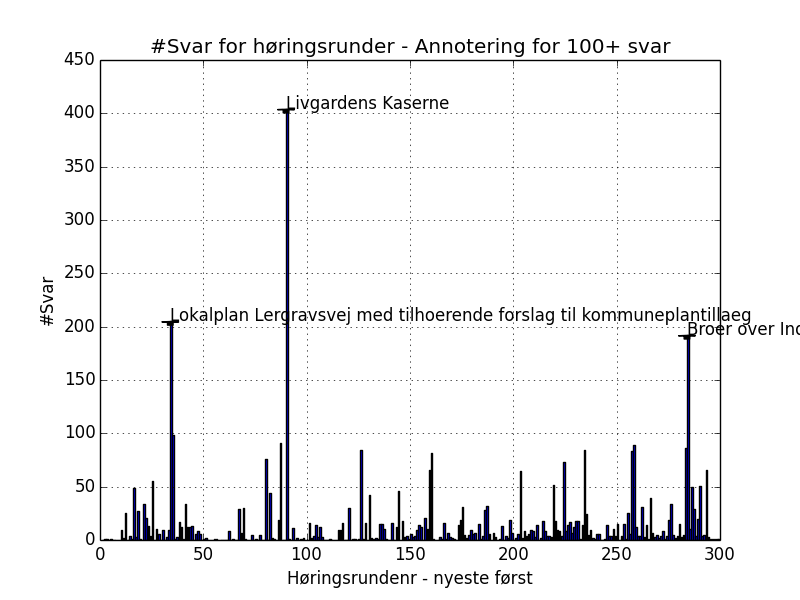 #Svar for høringsrunder - Annotering for 100+ svar
450
400
350
300
250
200
150
100
50
0
#Svar
Livgardens Kaserne
Lokalplan Lergravsvej med tilhoerende forslag til kommuneplantillaeg
Broer over Ind
0 50 100 150 200 250 300
Høringsrundenr - nyeste først